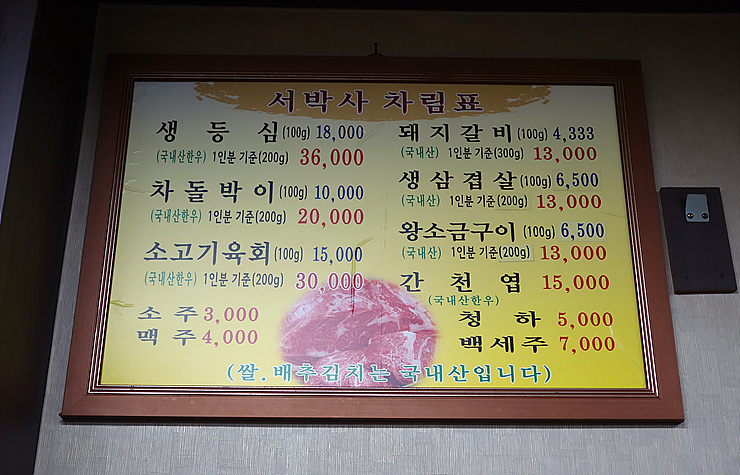 서박사 차림표
생등심 (100g) 18,000
(국내산한우) 1인분 기준(200g) 36,000
차돌박이 (100g) 10,000
(국내산한우) 1인분 기준(200g) 20,000
소고기육회 (100g) 15,000
(국내산한우) 1인분 기준(200g) 30,000
소주 3,000
맥주 4,000
돼지갈비 (100g) 4,333
(국내산) 1인분 기준(300g) 13,000
생삼겹살 (100g) 6,500
(국내산) 1인분 기준(200g) 13,000
왕소금구이 (100g) 6,500
(국내산) 1인분 기준(200g) 13,000
간천엽 15,000
(국내산한우)
청하 5,000
백세주 7,000
(쌀.배추김치는 국내산입니다)